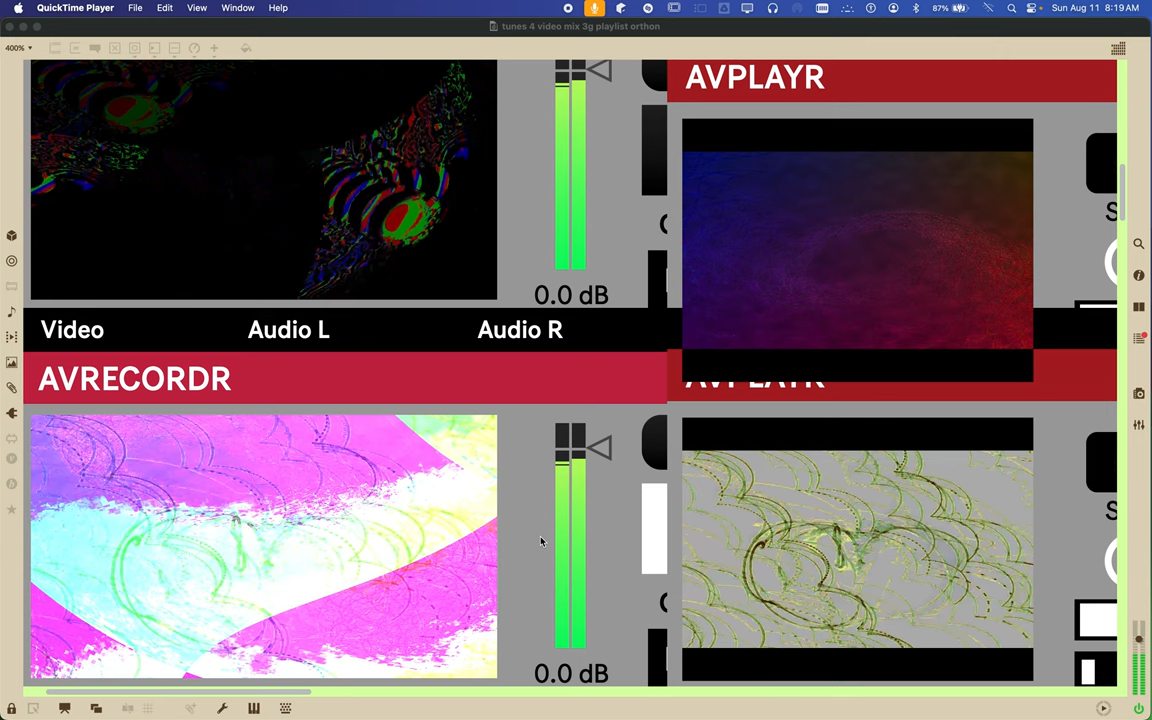 QuickTime Player File Edit View Window Help 87% Sun Aug 11 8:19 AM
tunes 4 video mix 3g playlist orthon
400%
AVPLAYR
0.0 dB
Video Audio L Audio R
AVRECORDR
AVPLAYR
0.0 dB